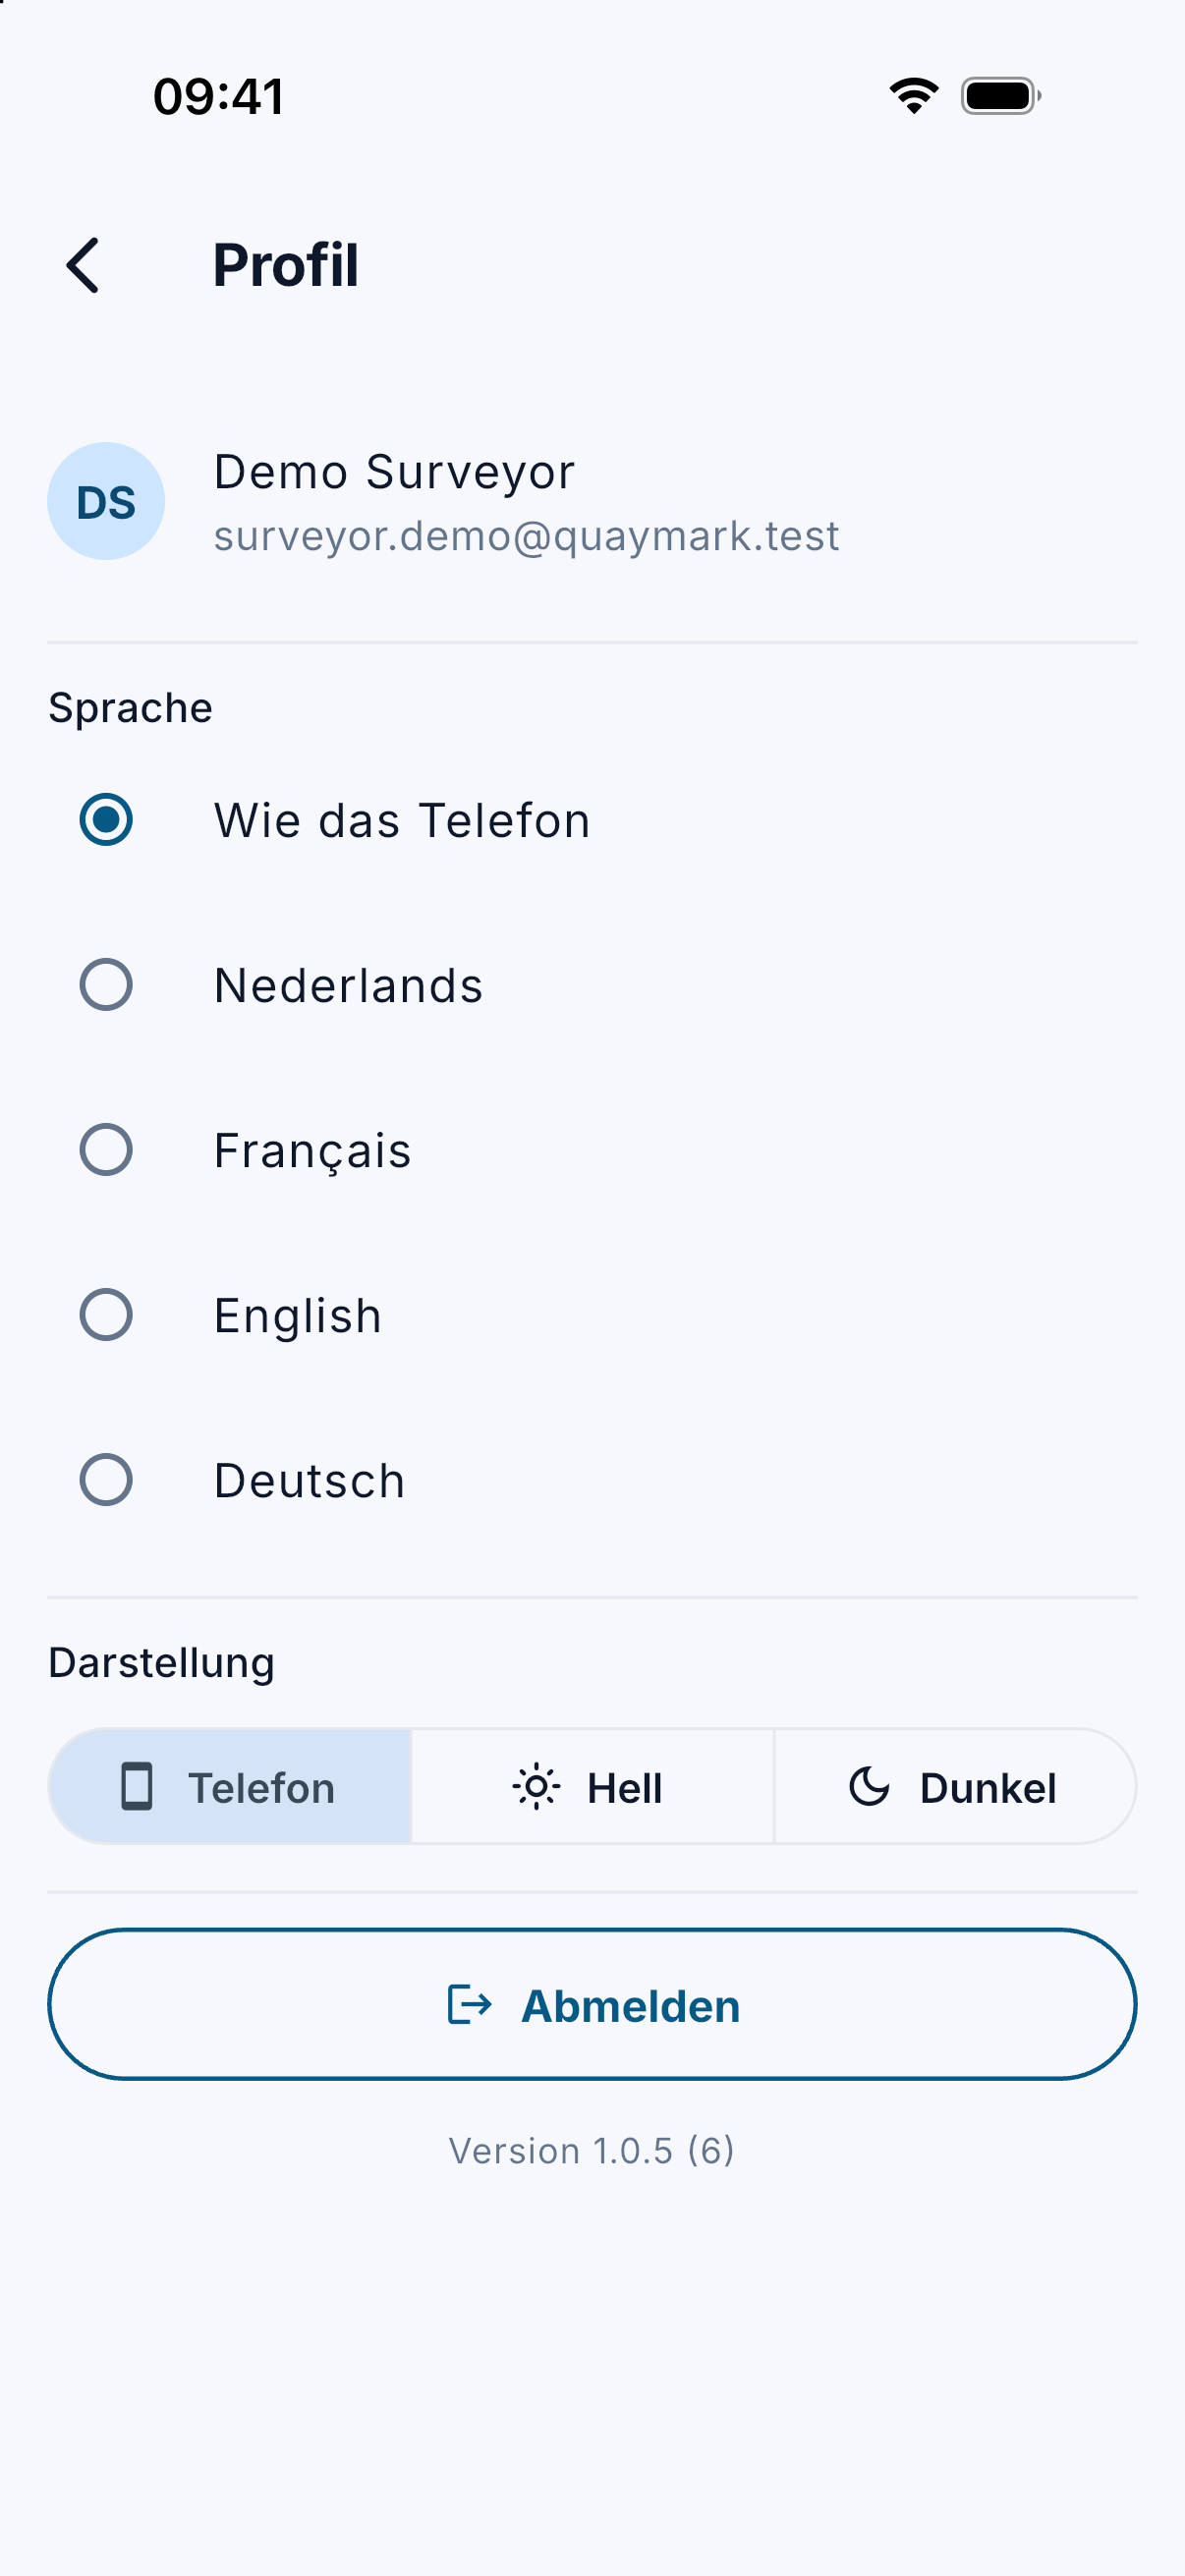 09:41
Profil
DS
Demo Surveyor
surveyor.demo@quaymark.test
Sprache
Wie das Telefon
Nederlands
Français
English
Deutsch
Darstellung
Telefon
Hell
Dunkel
Abmelden
Version 1.0.5 (6)